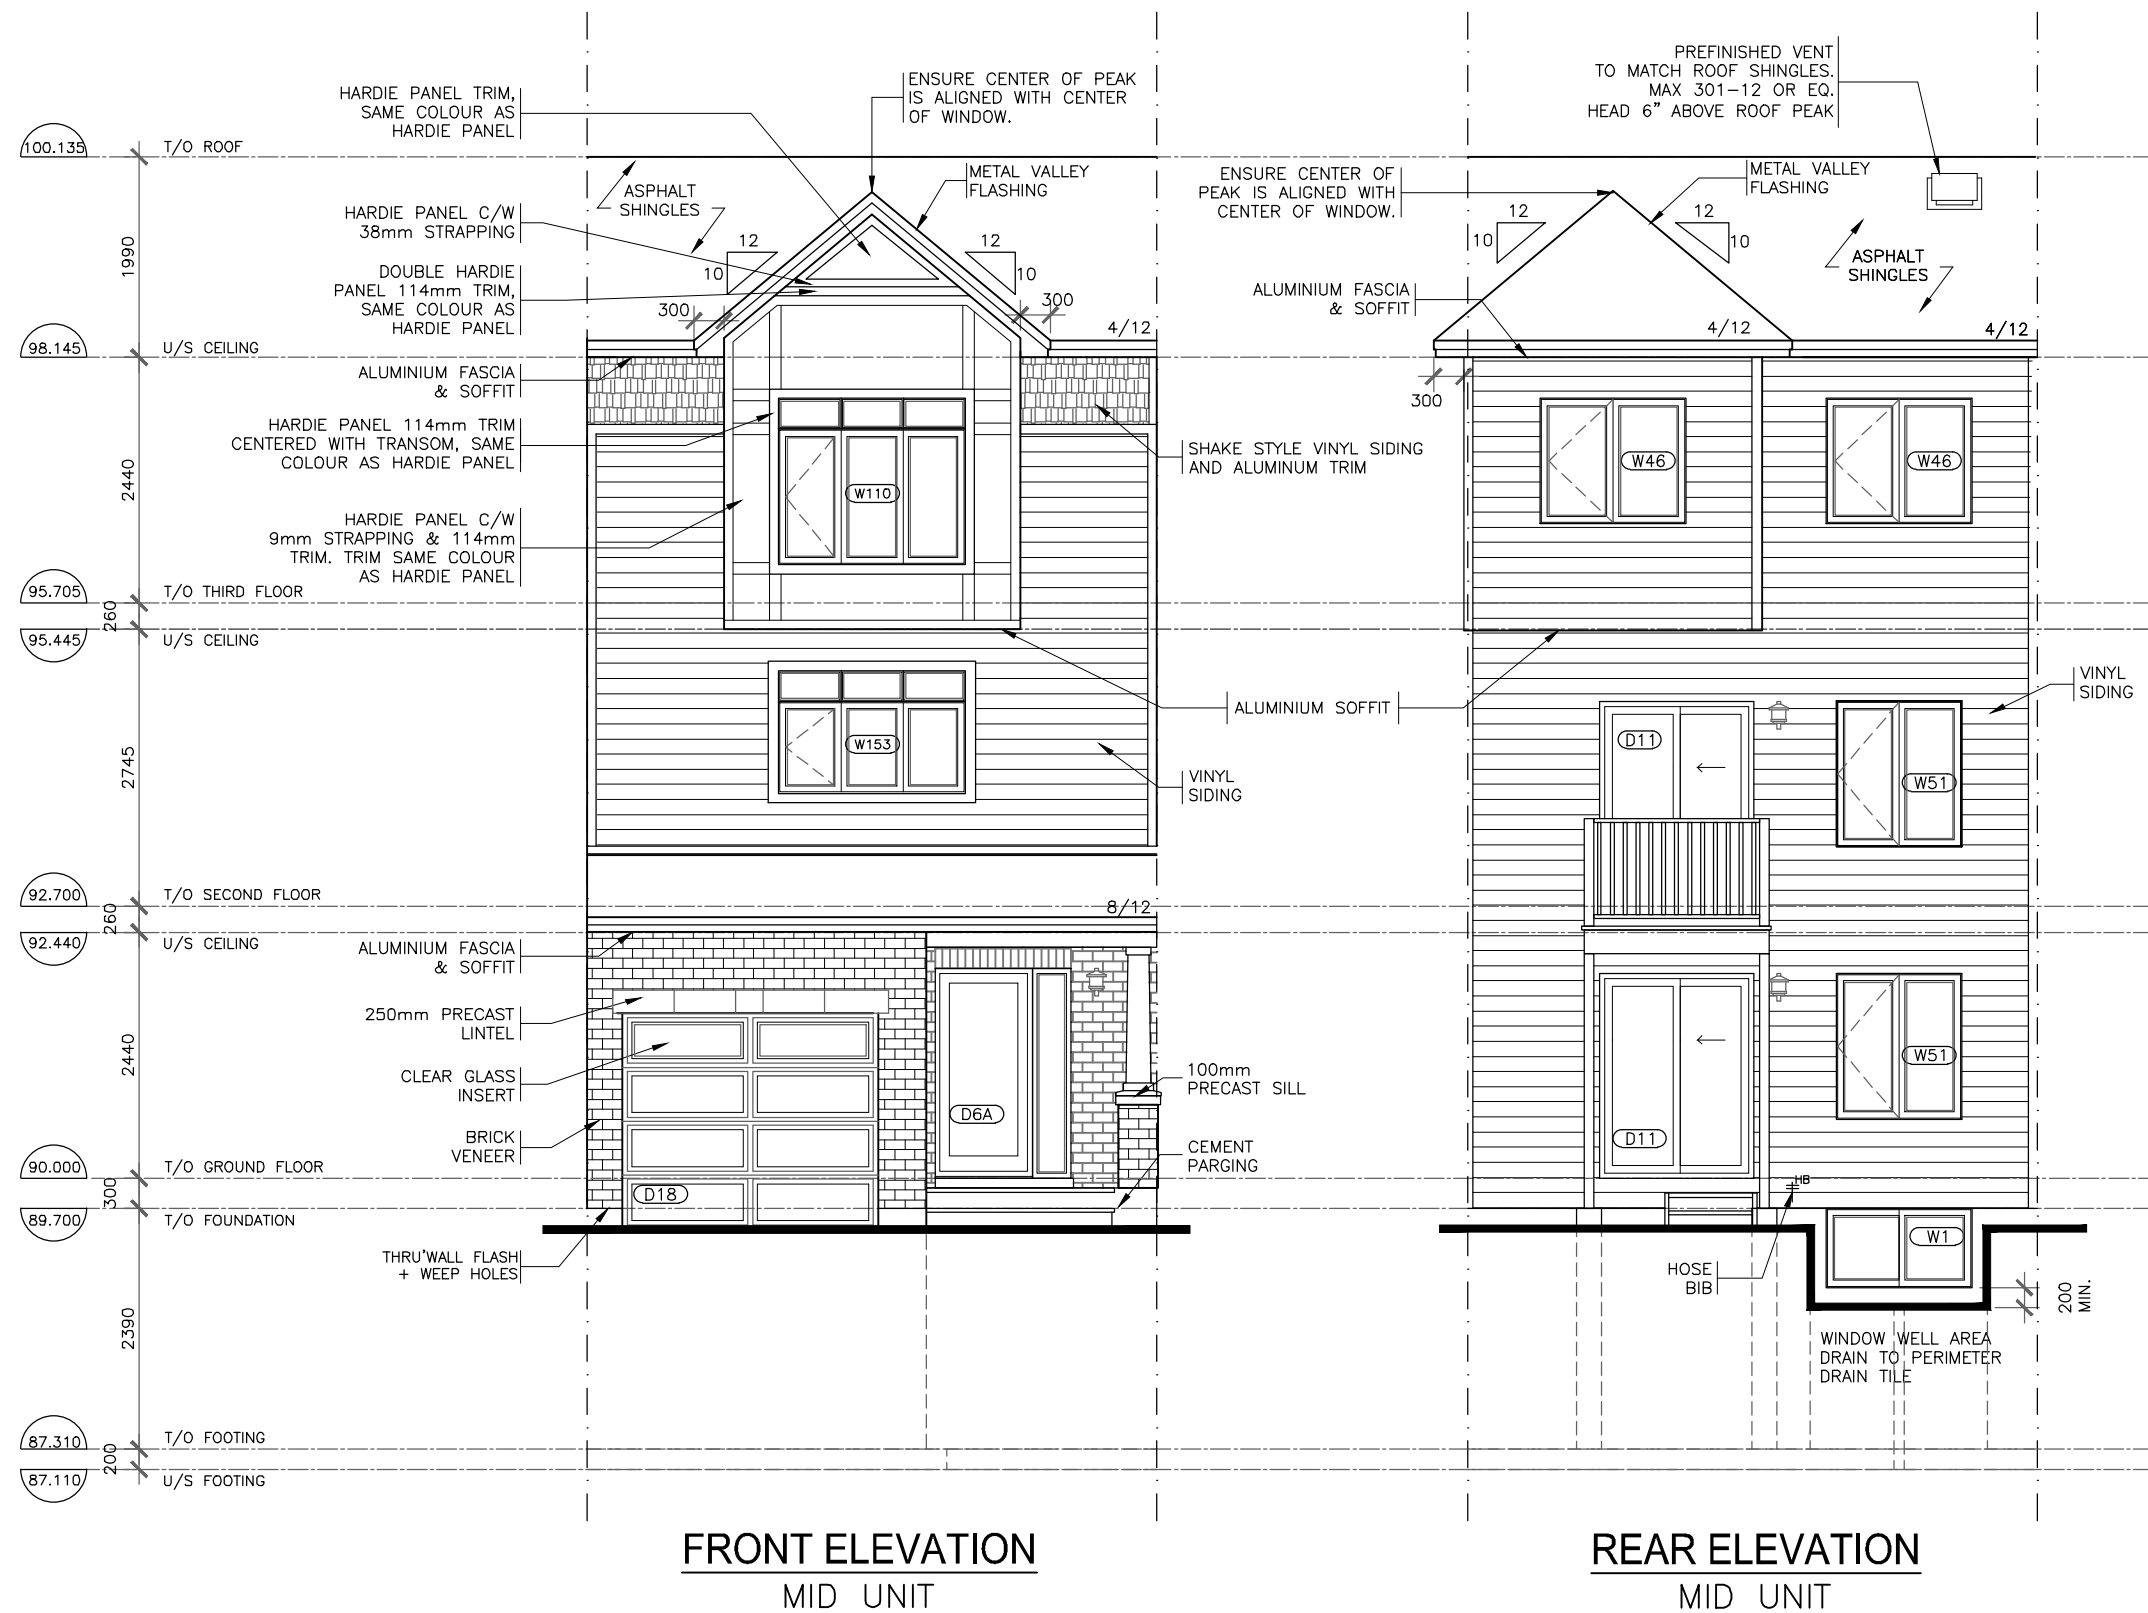 HARDIE PANEL TRIM,
SAME COLOUR AS
HARDIE PANEL
ENSURE CENTER OF PEAK
IS ALIGNED WITH CENTER
OF WINDOW.
PREFINISHED VENT
TO MATCH ROOF SHINGLES.
MAX 301-12 OR EQ.
HEAD 6" ABOVE ROOF PEAK
100.135
T/O ROOF
METAL VALLEY
FLASHING
ASPHALT
SHINGLES
ENSURE CENTER OF
PEAK IS ALIGNED WITH
CENTER OF WINDOW.
METAL VALLEY
FLASHING
HARDIE PANEL C/W
38mm STRAPPING
12
10
12
10
12
10
12
10
ASPHALT
SHINGLES
1990
DOUBLE HARDIE
PANEL 114mm TRIM,
SAME COLOUR AS
HARDIE PANEL
300
300
4/12
ALUMINIUM FASCIA
& SOFFIT
4/12
4/12
98.145
U/S CEILING
ALUMINIUM FASCIA
& SOFFIT
300
HARDIE PANEL 114mm TRIM
CENTERED WITH TRANSOM, SAME
COLOUR AS HARDIE PANEL
SHAKE STYLE VINYL SIDING
AND ALUMINUM TRIM
W46
W46
2440
W110
HARDIE PANEL C/W
9mm STRAPPING & 114mm
TRIM. TRIM SAME COLOUR
AS HARDIE PANEL
95.705
T/O THIRD FLOOR
260
95.445
U/S CEILING
VINYL
SIDING
ALUMINIUM SOFFIT
2745
W153
D11
W51
VINYL
SIDING
92.700
T/O SECOND FLOOR
8/12
260
92.440
U/S CEILING
ALUMINIUM FASCIA
& SOFFIT
250mm PRECAST
LINTEL
2440
CLEAR GLASS
INSERT
100mm
PRECAST SILL
W51
D6A
BRICK
VENEER
CEMENT
PARGING
D11
90.000
T/O GROUND FLOOR
300
D18
HB
89.700
T/O FOUNDATION
W1
THRU'WALL FLASH
+ WEEP HOLES
HOSE
BIB
200
MIN.
2390
WINDOW WELL AREA
DRAIN TO PERIMETER
DRAIN TILE
87.310
T/O FOOTING
200
87.110
U/S FOOTING
FRONT ELEVATION
MID UNIT
REAR ELEVATION
MID UNIT